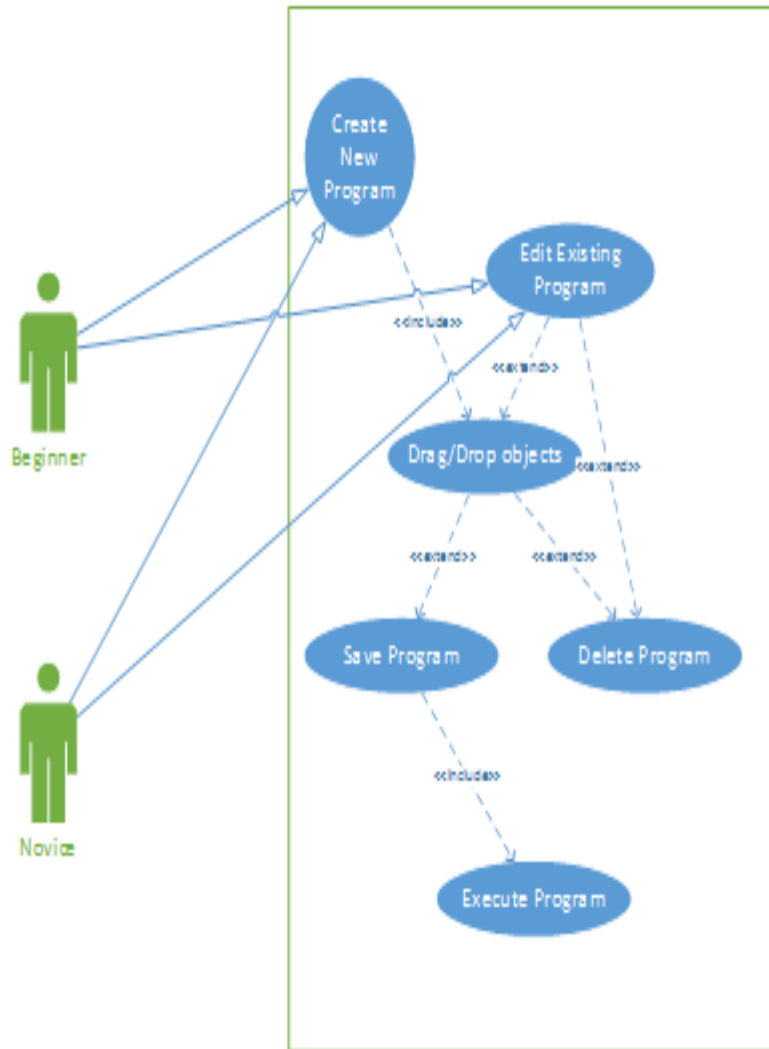 Create
New
Program
Edit Existing
Program
<<include>>
<<extend>>
Beginner
Drag/Drop objects
<<extend>>
<<extend>>
<<extend>>
Save Program
Delete Program
<<include>>
Novice
Execute Program